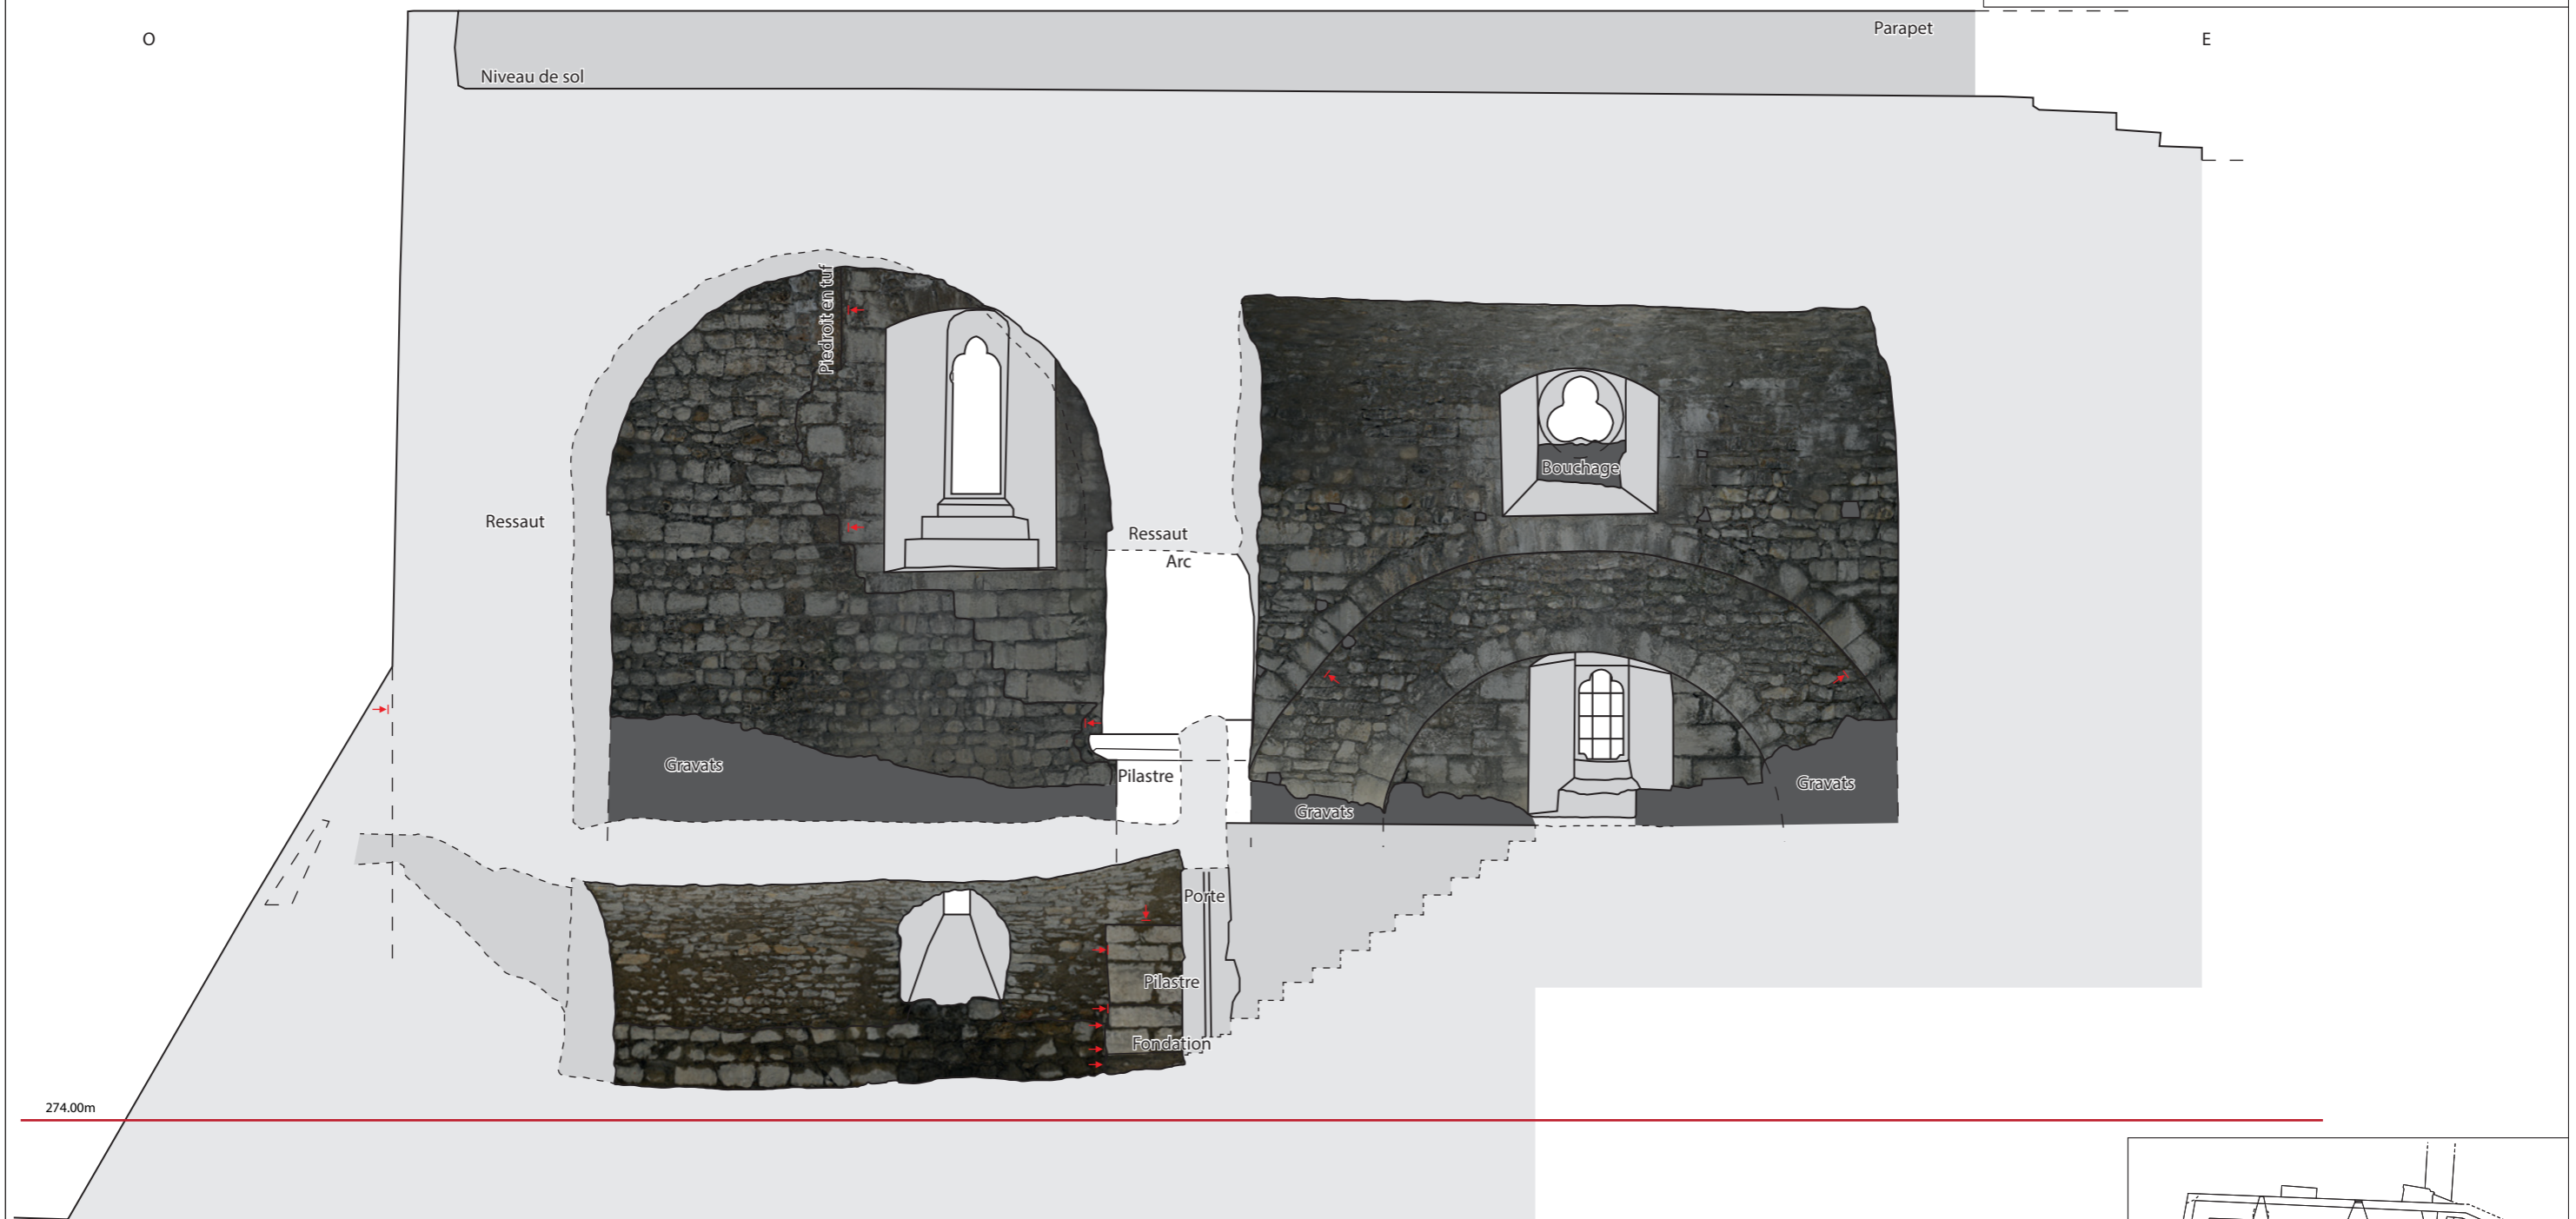 O
Parapet
E
Niveau de sol
Piedroit en tuf
Bouchage
Ressaut
Ressaut
Arc
Gravats
Pilastre
Gravats
Gravats
Porte
Pilastre
Fondation
274.00m